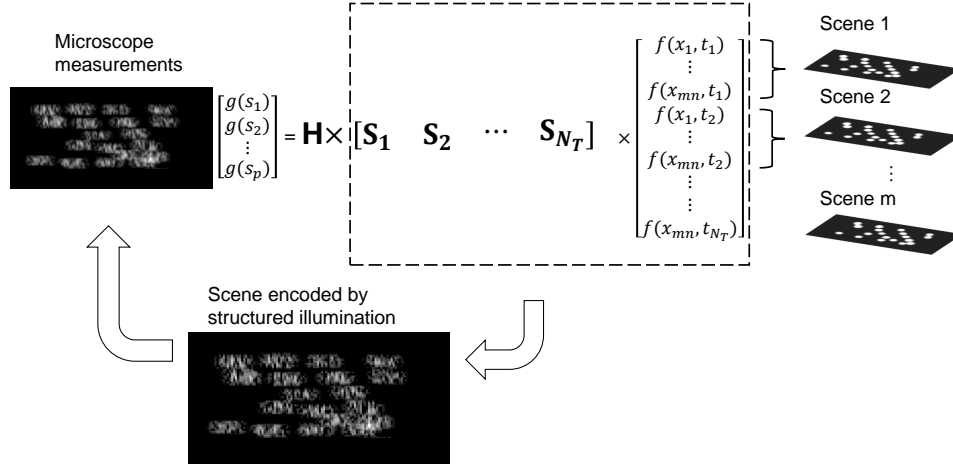 Microscope
measurements
g(s₁)
g(s₂)
⋮
g(sₚ)
= H× [S₁ S₂ ⋯ S_{N_T}] ×
f(x₁, t₁)
⋮
f(x_{mn}, t₁)
f(x₁, t₂)
⋮
f(x_{mn}, t₂)
⋮
⋮
f(x_{mn}, t_{N_T})
Scene 1
Scene 2
⋮
Scene m
Scene encoded by
structured illumination